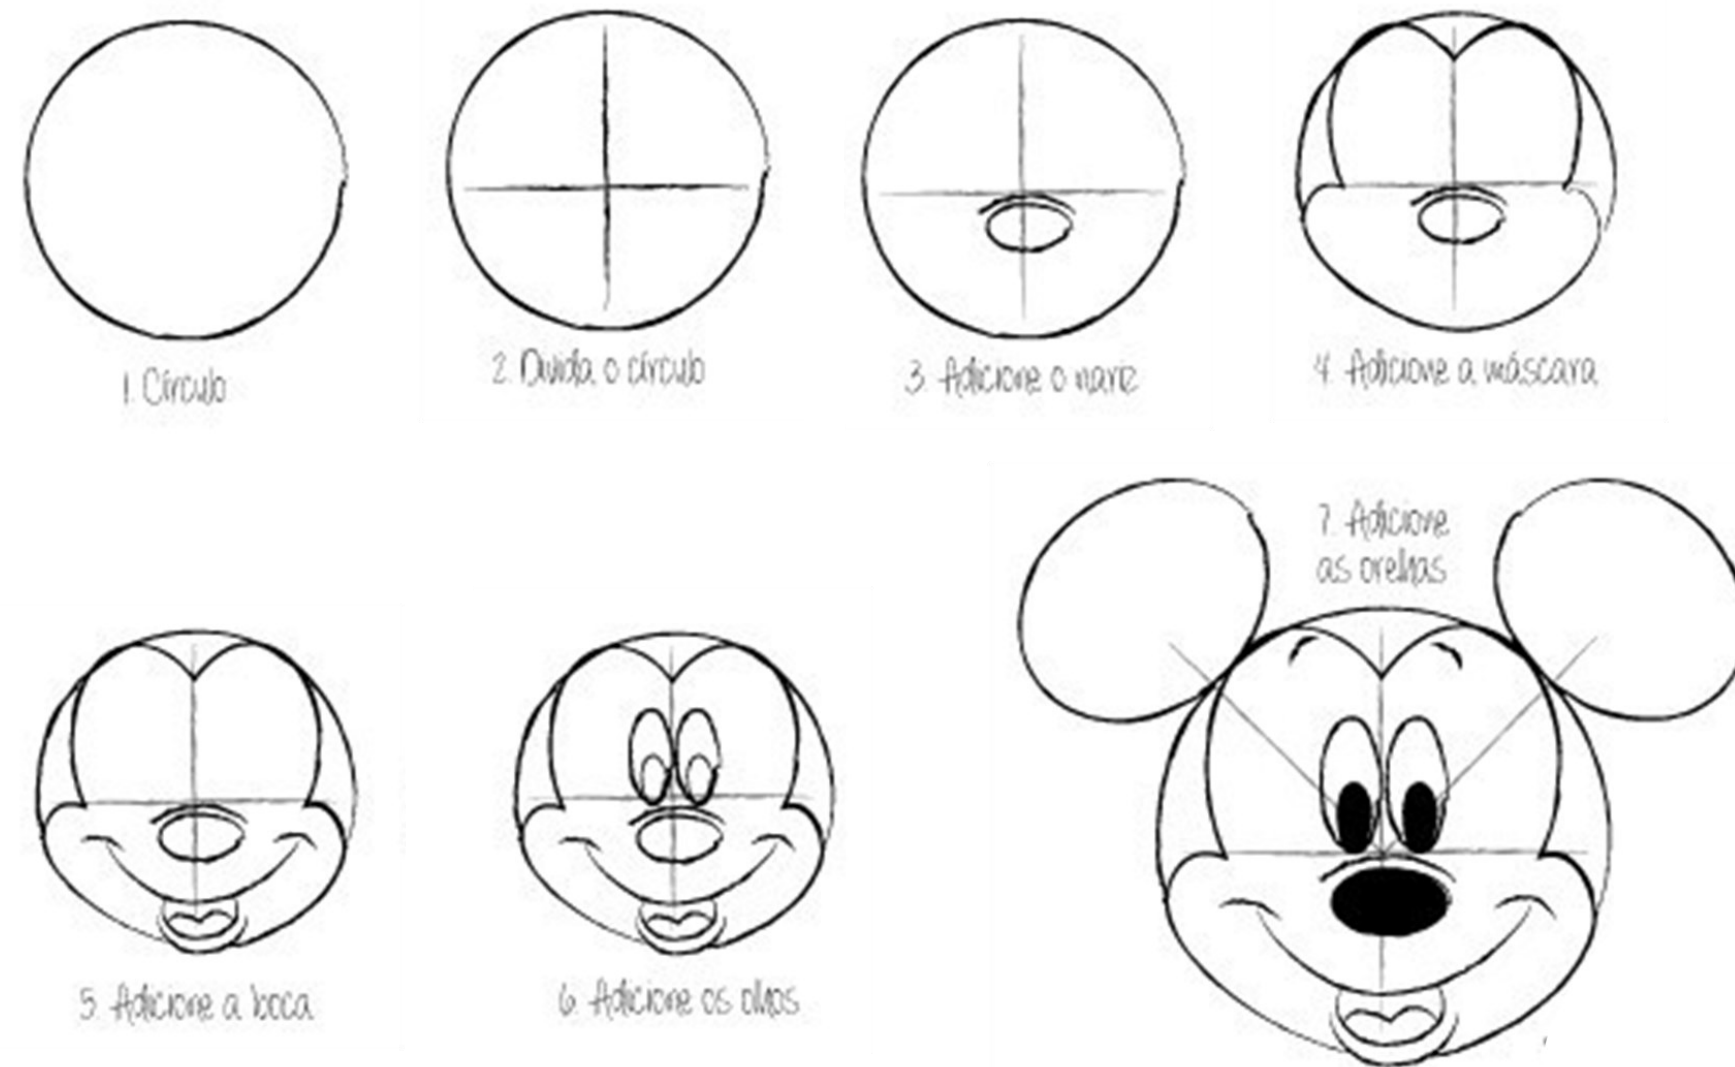 1. Círculo
2. Divida o círculo
3. Adicione o nariz
4. Adicione a máscara
5. Adicione a boca
6. Adicione os olhos
7. Adicione
as orelhas